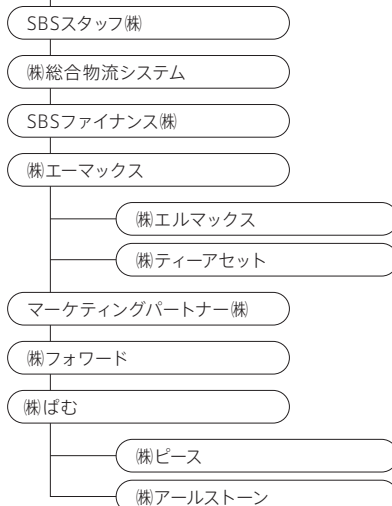 SBSスタッフ㈱
㈱総合物流システム
SBSファイナンス㈱
㈱エーマックス
㈱エルマックス
㈱ティーアセット
マーケティングパートナー㈱
㈱フォワード
㈱ぱむ
㈱ピース
㈱アールストーン